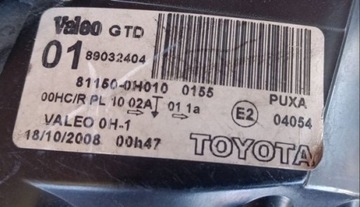 Valeo GTD
01 89032404
81150-0H010 0155
00HC/R PL 10 02A 01 1a
PUXA
E2
04054
VALEO 0H-1
18/10/2008 00h47
TOYOTA